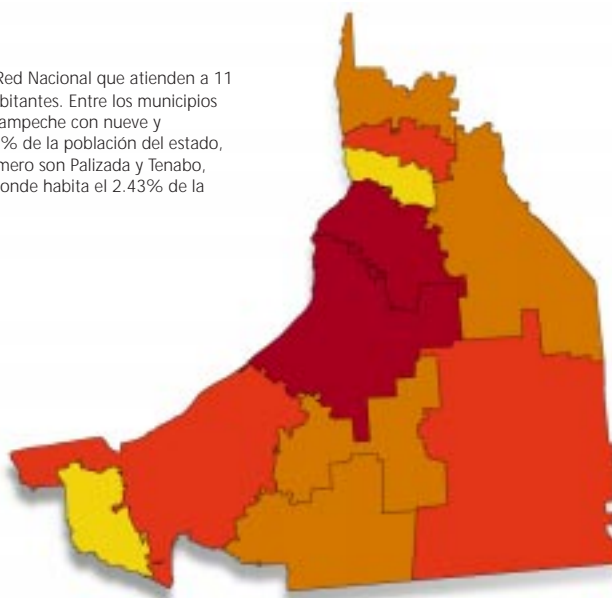 Red Nacional que atienden a 11
bitantes. Entre los municipios
ampeche con nueve y
% de la población del estado,
mero son Palizada y Tenabo,
onde habita el 2.43% de la